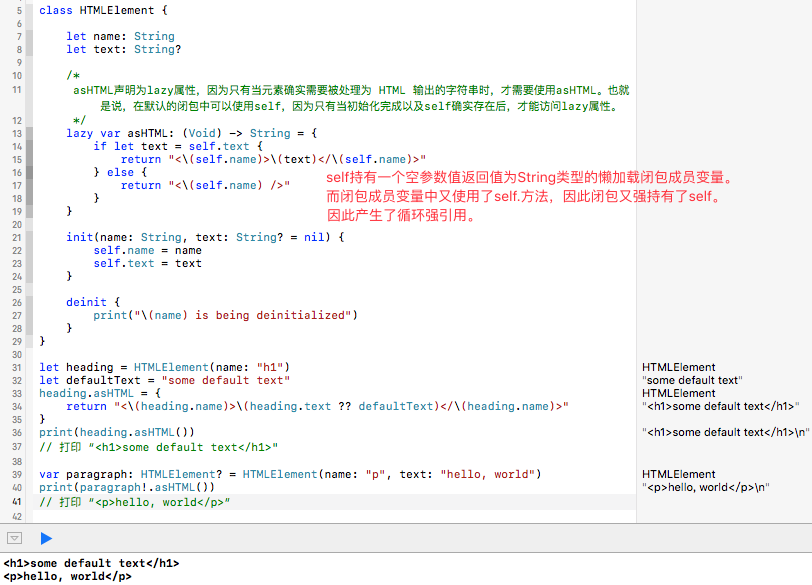 5 class HTMLElement {
6
7 let name: String
8 let text: String?
9
10 /*
11 asHTML声明为lazy属性，因为只有当元素确实需要被处理为 HTML 输出的字符串时，才需要使用asHTML。也就
是说，在默认的闭包中可以使用self，因为只有当初始化完成以及self确实存在后，才能访问lazy属性。
12 */
13 lazy var asHTML: (Void) -> String = {
14 if let text = self.text {
15 return "<\(self.name)>\(text)</\(self.name)>"
16 } else {
17 return "<\(self.name) />"
18 }
19 }
self持有一个空参数值返回值为String类型的懒加载闭包成员变量。
而闭包成员变量中又使用了self.方法，因此闭包又强持有了self。
因此产生了循环强引用。
20
21 init(name: String, text: String? = nil) {
22 self.name = name
23 self.text = text
24 }
25
26 deinit {
27 print("\(name) is being deinitialized")
28 }
29 }
30
31 let heading = HTMLElement(name: "h1") HTMLElement
32 let defaultText = "some default text" "some default text"
33 heading.asHTML = { HTMLElement
34 return "<\(heading.name)>\(heading.text ?? defaultText)</\(heading.name)>" "<h1>some default text</h1>"
35 }
36 print(heading.asHTML()) "<h1>some default text</h1>\n"
37 // 打印 “<h1>some default text</h1>"
38
39 var paragraph: HTMLElement? = HTMLElement(name: "p", text: "hello, world") HTMLElement
40 print(paragraph!.asHTML()) "<p>hello, world</p>\n"
41 // 打印 “<p>hello, world</p>”
42
<h1>some default text</h1>
<p>hello, world</p>